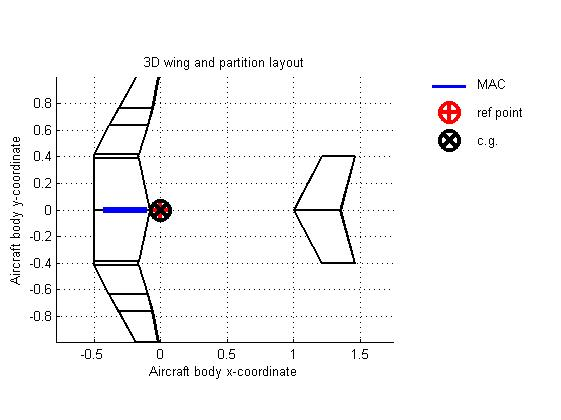 3D wing and partition layout
MAC
ref point
c.g.
Aircraft body y-coordinate
0.8
0.6
0.4
0.2
0
-0.2
-0.4
-0.6
-0.8
-0.5
0
0.5
1
1.5
Aircraft body x-coordinate